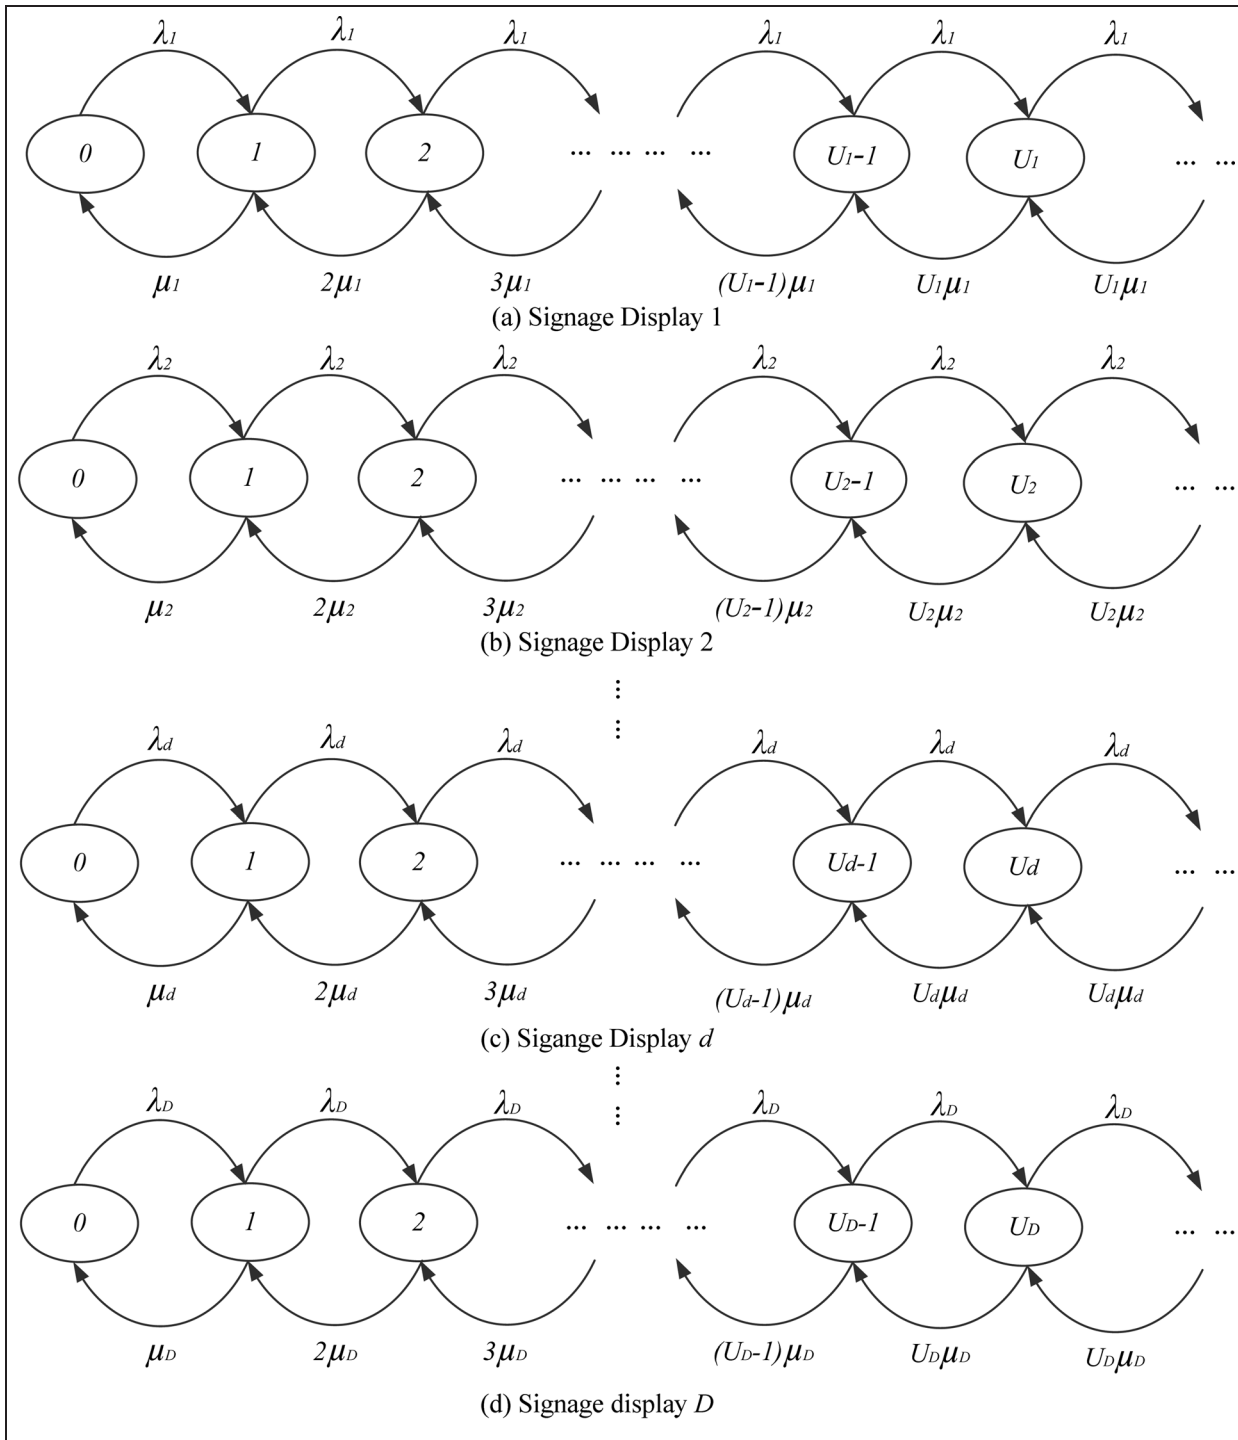 λ1 λ1 λ1 λ1 λ1 λ1
0 1 2 ... ... ... ... U1-1 U1 ... ...
μ1 2μ1 3μ1 (U1-1)μ1 U1μ1 U1μ1
(a) Signage Display 1
λ2 λ2 λ2 λ2 λ2 λ2
0 1 2 ... ... ... ... U2-1 U2 ... ...
μ2 2μ2 3μ2 (U2-1)μ2 U2μ2 U2μ2
(b) Signage Display 2
λd λd λd λd λd λd
0 1 2 ... ... ... ... Ud-1 Ud ... ...
μd 2μd 3μd (Ud-1)μd Udμd Udμd
(c) Sigange Display d
λD λD λD λD λD λD
0 1 2 ... ... ... ... UD-1 UD ... ...
μD 2μD 3μD (UD-1)μD UDμD UDμD
(d) Signage display D